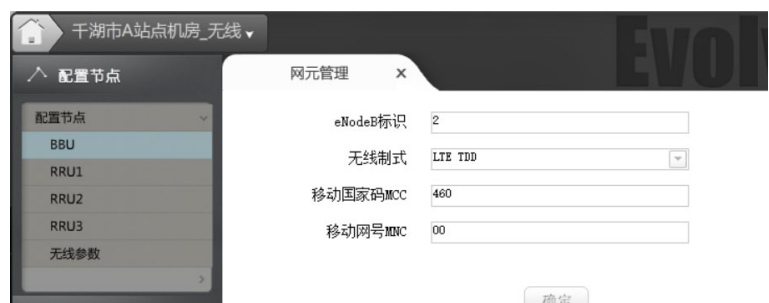 千湖市A站点机房_无线
配置节点
网元管理 x
配置节点
BBU
RRU1
RRU2
RRU3
无线参数
eNodeB标识 2
无线制式 LTE TDD
移动国家码MCC 460
移动网号MNC 00
确定